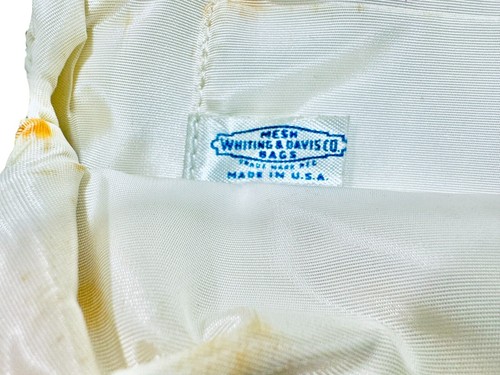 MESH
WHITING & DAVIS CO.
BAGS
TRADE MARK REG
MADE IN U.S.A.